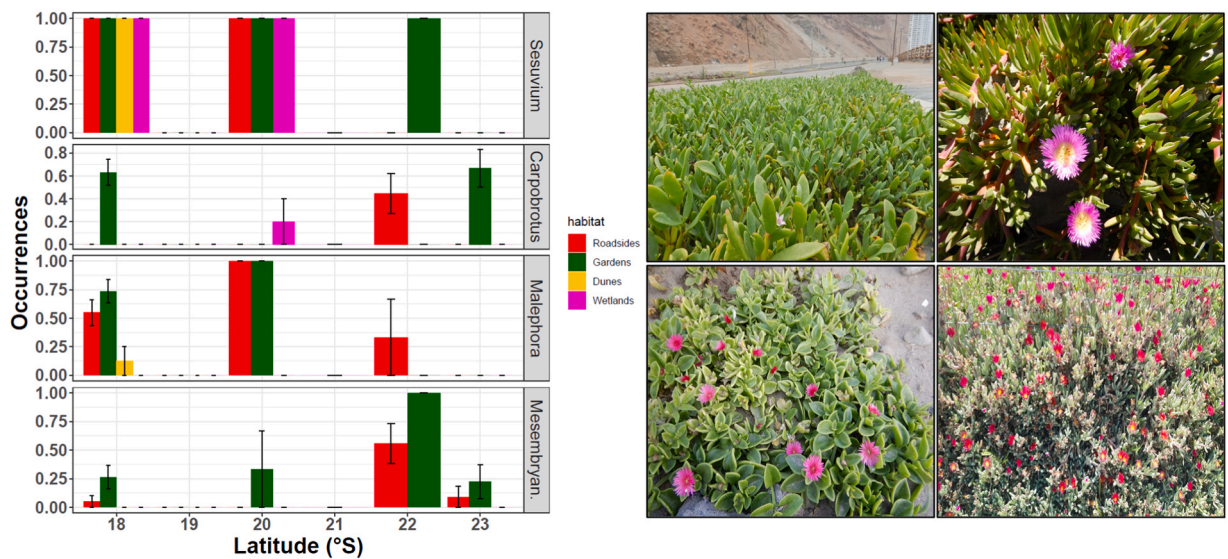 Occurrences
1.00
0.75
0.50
0.25
0.00
Sesuvium
0.8
0.6
0.4
0.2
0.0
Carpobrotus
1.00
0.75
0.50
0.25
0.00
Malephora
1.00
0.75
0.50
0.25
0.00
Mesembryan.
18 19 20 21 22 23
Latitude (°S)
habitat
Roadsides
Gardens
Dunes
Wetlands